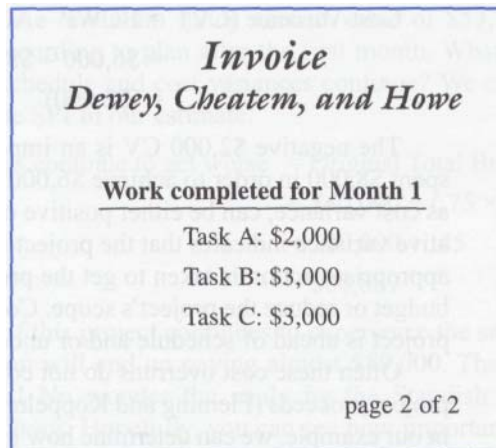 Invoice
Dewey, Cheatem, and Howe
Work completed for Month 1
Task A: $2,000
Task B: $3,000
Task C: $3,000
page 2 of 2